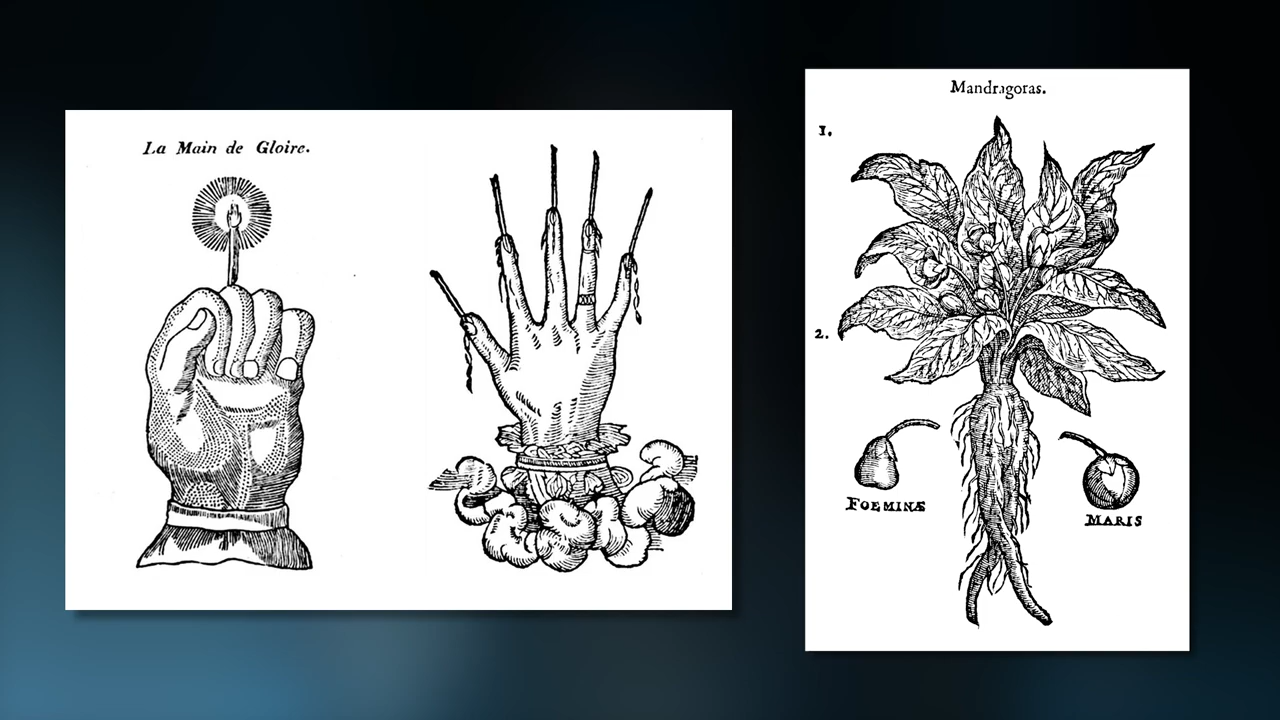 La Main de Gloire.
Mandragoras.
1.
2.
FOEMINÆ
MARIS